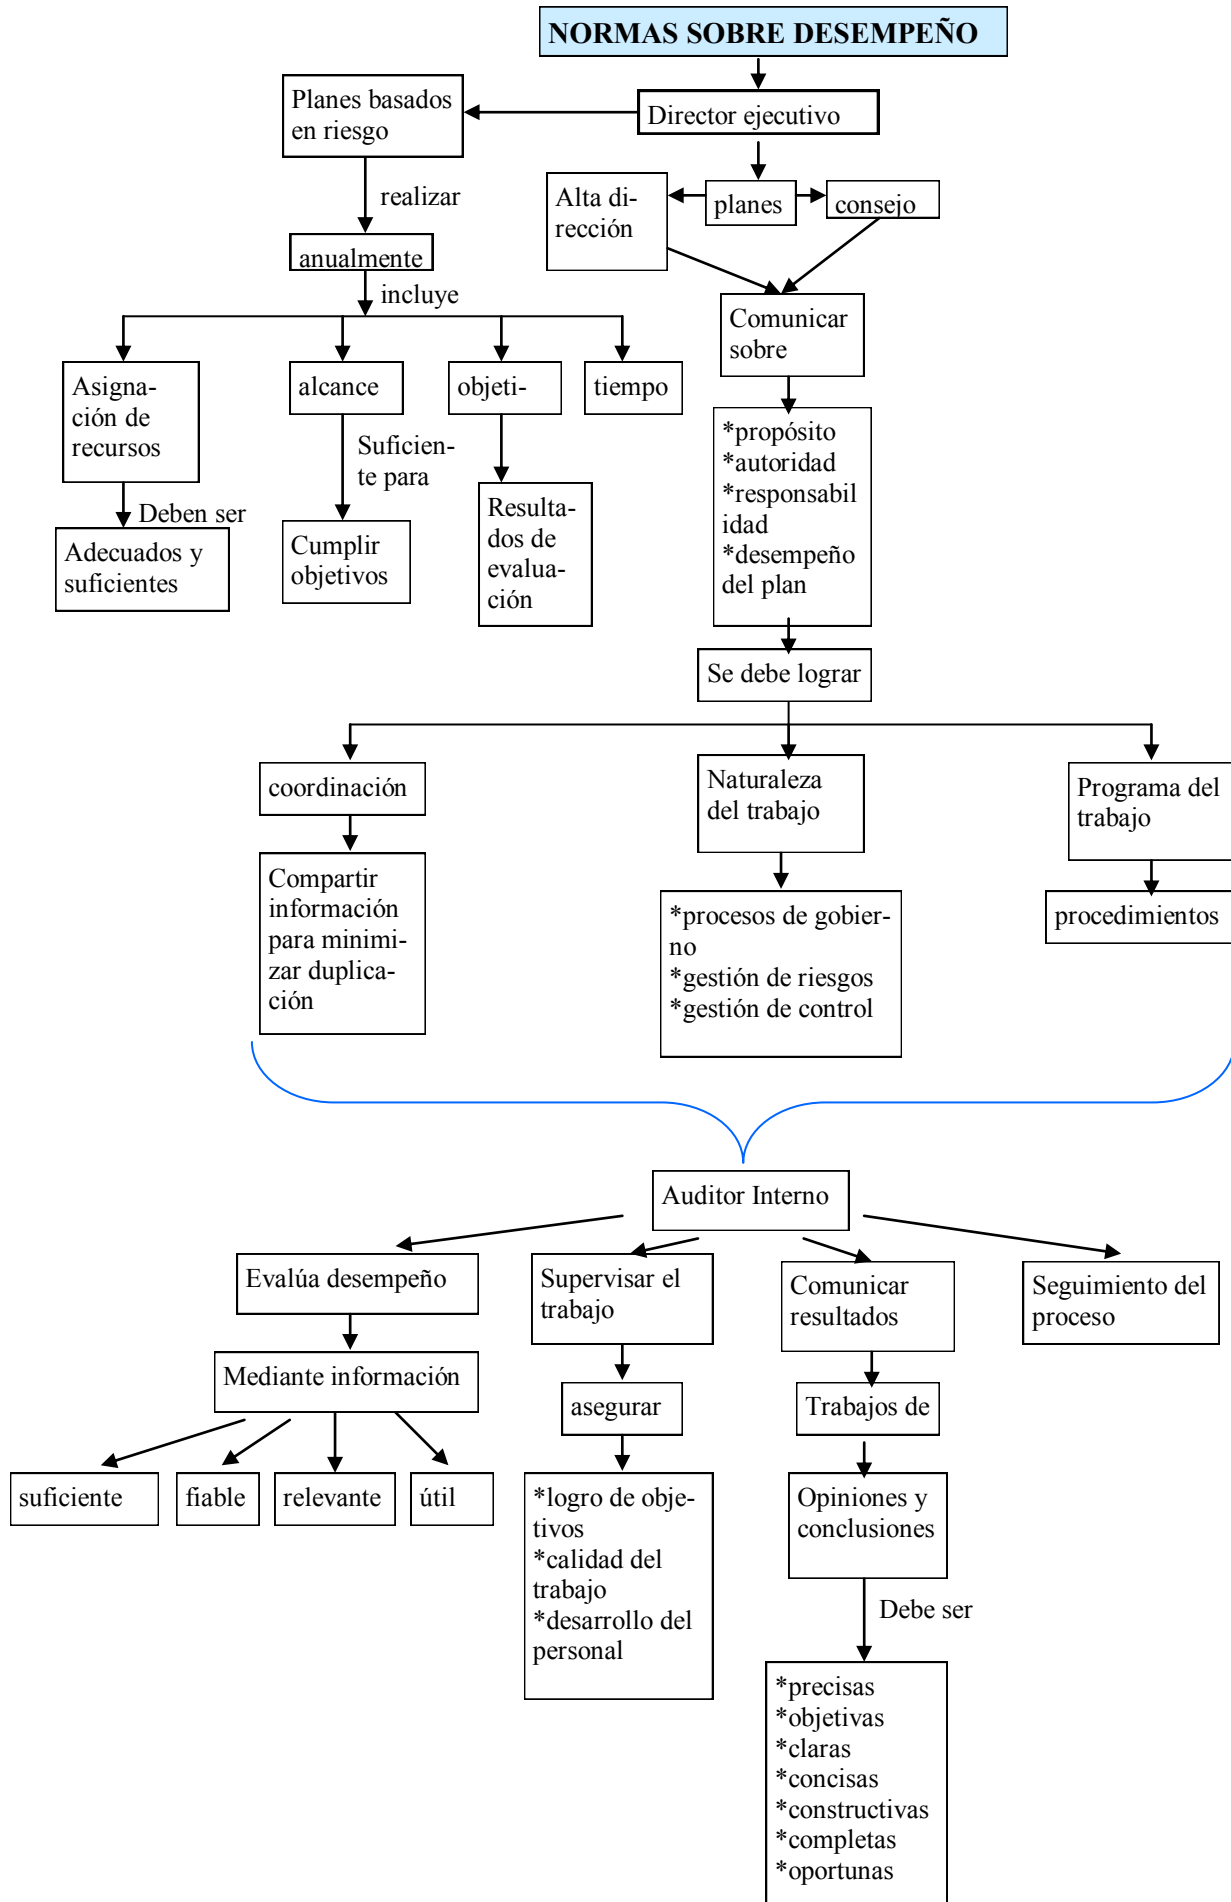 NORMAS SOBRE DESEMPEÑO
Planes basados
en riesgo
Director ejecutivo
realizar
Alta di-
rección
planes
consejo
anualmente
incluye
Comunicar
sobre
Asigna-
ción de
recursos
alcance
objeti-
tiempo
Suficien-
te para
*propósito
*autoridad
*responsabil
idad
*desempeño
del plan
Deben ser
Adecuados y
suficientes
Cumplir
objetivos
Resulta-
dos de
evalua-
ción
Se debe lograr
coordinación
Naturaleza
del trabajo
Programa del
trabajo
Compartir
información
para minimi-
zar duplica-
ción
*procesos de gobier-
no
*gestión de riesgos
*gestión de control
procedimientos
Auditor Interno
Evalúa desempeño
Supervisar el
trabajo
Comunicar
resultados
Seguimiento del
proceso
Mediante información
asegurar
Trabajos de
suficiente
fiable
relevante
útil
*logro de obje-
tivos
*calidad del
trabajo
*desarrollo del
personal
Opiniones y
conclusiones
Debe ser
*precisas
*objetivas
*claras
*concisas
*constructivas
*completas
*oportunas